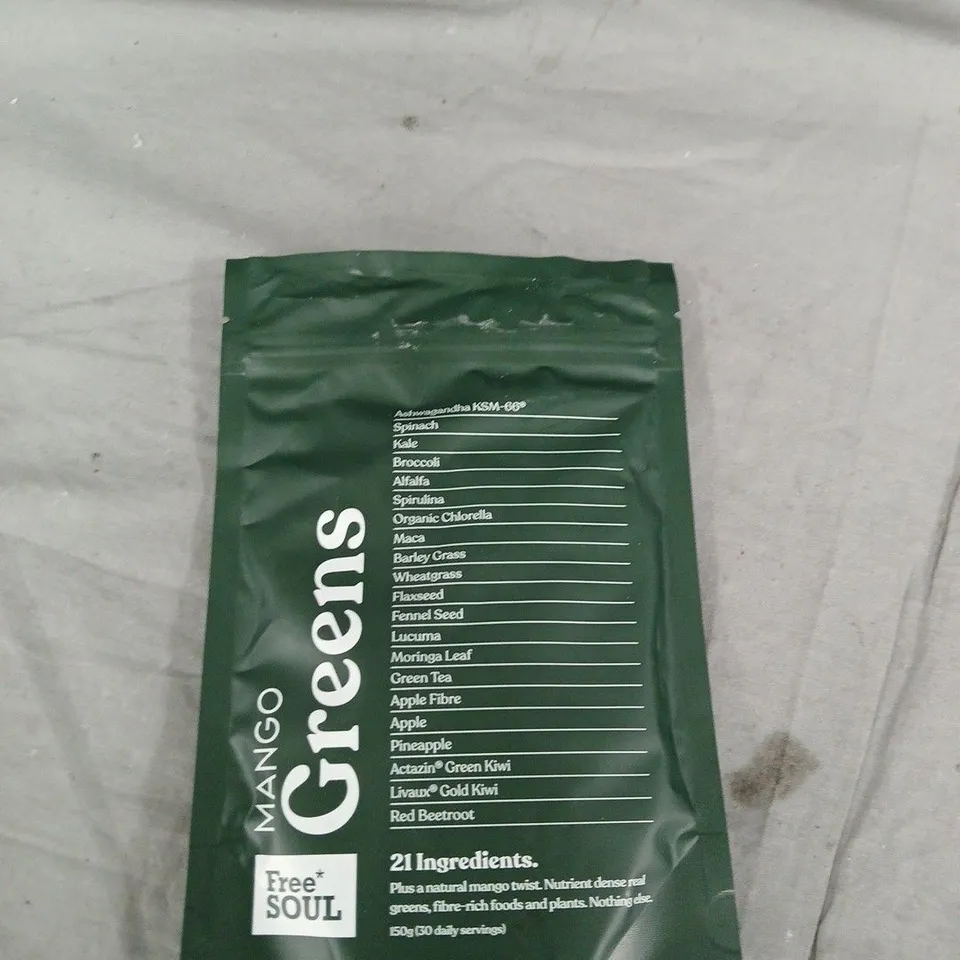 MANGO
Greens
Free*
SOUL
Ashwagandha KSM-66®
Spinach
Kale
Broccoli
Alfalfa
Spirulina
Organic Chlorella
Maca
Barley Grass
Wheatgrass
Flaxseed
Fennel Seed
Lucuma
Moringa Leaf
Green Tea
Apple Fibre
Apple
Pineapple
Actazin® Green Kiwi
Livaux® Gold Kiwi
Red Beetroot
21 Ingredients.
Plus a natural mango twist. Nutrient dense real
greens, fibre-rich foods and plants. Nothing else.
150g (30 daily servings)